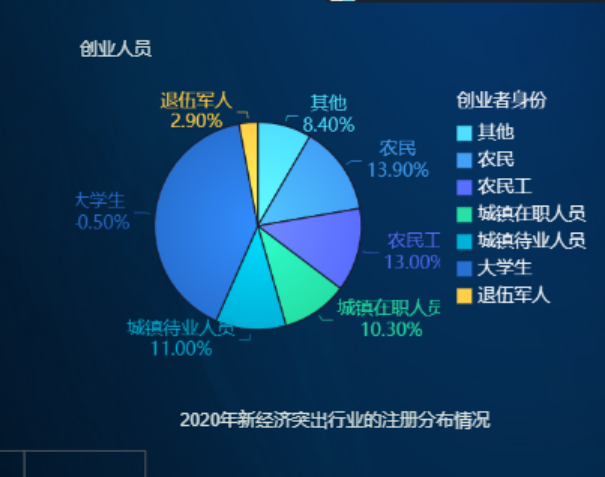 创业人员
退伍军人
2.90%
其他
8.40%
农民
13.90%
农民工
13.00%
城镇在职人员
10.30%
城镇待业人员
11.00%
大学生
0.50%
创业者身份
其他
农民
农民工
城镇在职人员
城镇待业人员
大学生
退伍军人
2020年新经济突出行业的注册分布情况